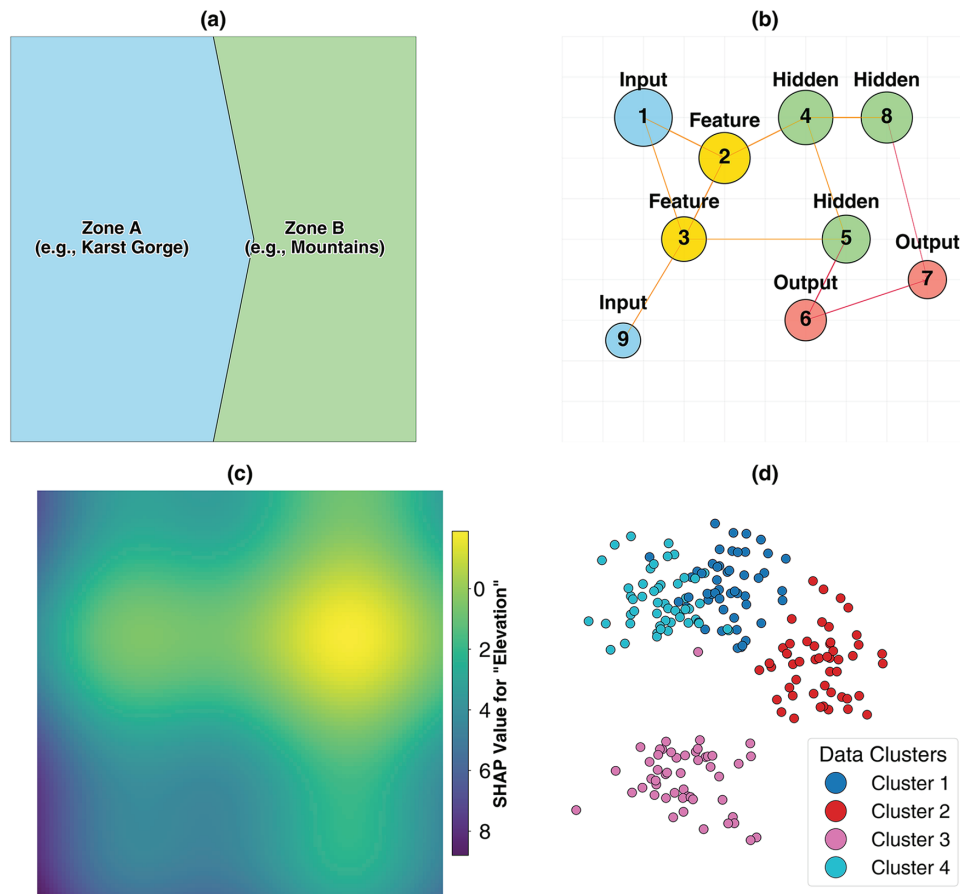 (a)
Zone A
(e.g., Karst Gorge)
Zone B
(e.g., Mountains)
(b)
Input
1
Feature
2
Hidden
4
Hidden
8
Feature
3
Hidden
5
Output
7
Output
6
Input
9
(c)
0
2
4
6
8
SHAP Value for "Elevation"
(d)
Data Clusters
Cluster 1
Cluster 2
Cluster 3
Cluster 4